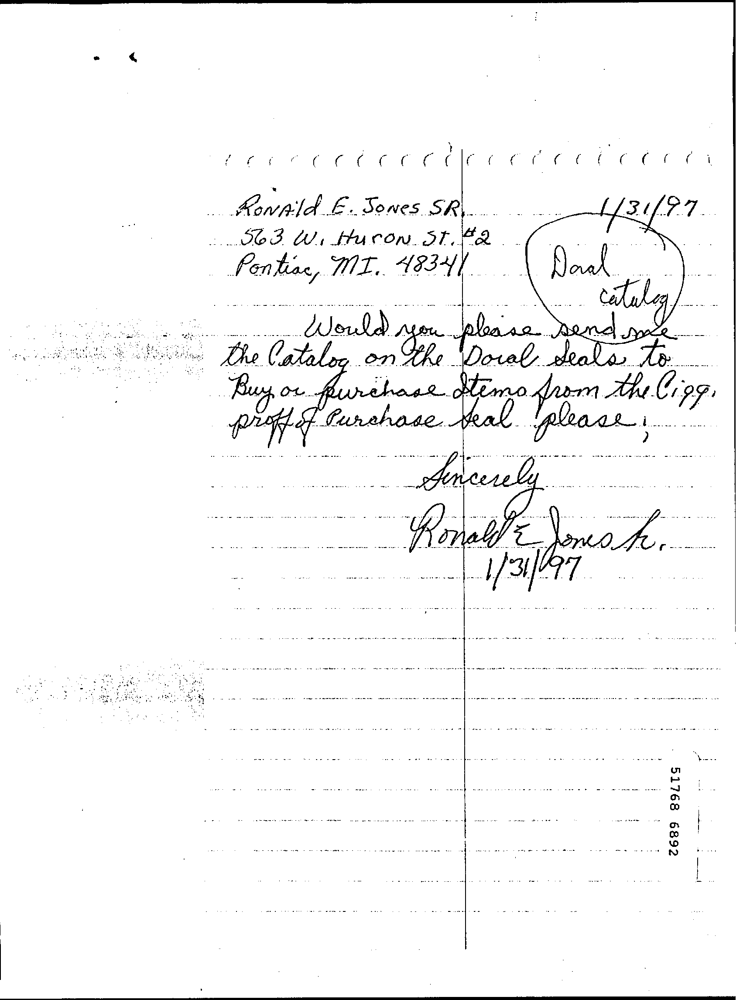 Ronald E. Jones SR. 1/31/97
563 W. Huron St. #2
Pontiac, MI. 48341
Doral
catalog
Would you please send me
the Catalog on the Doral Seals to
Buy or purchase Items from the Cigg.
proff of Purchase Seal please;
Sincerely
Ronald E Jones Sr.
1/31/97
51768 6892